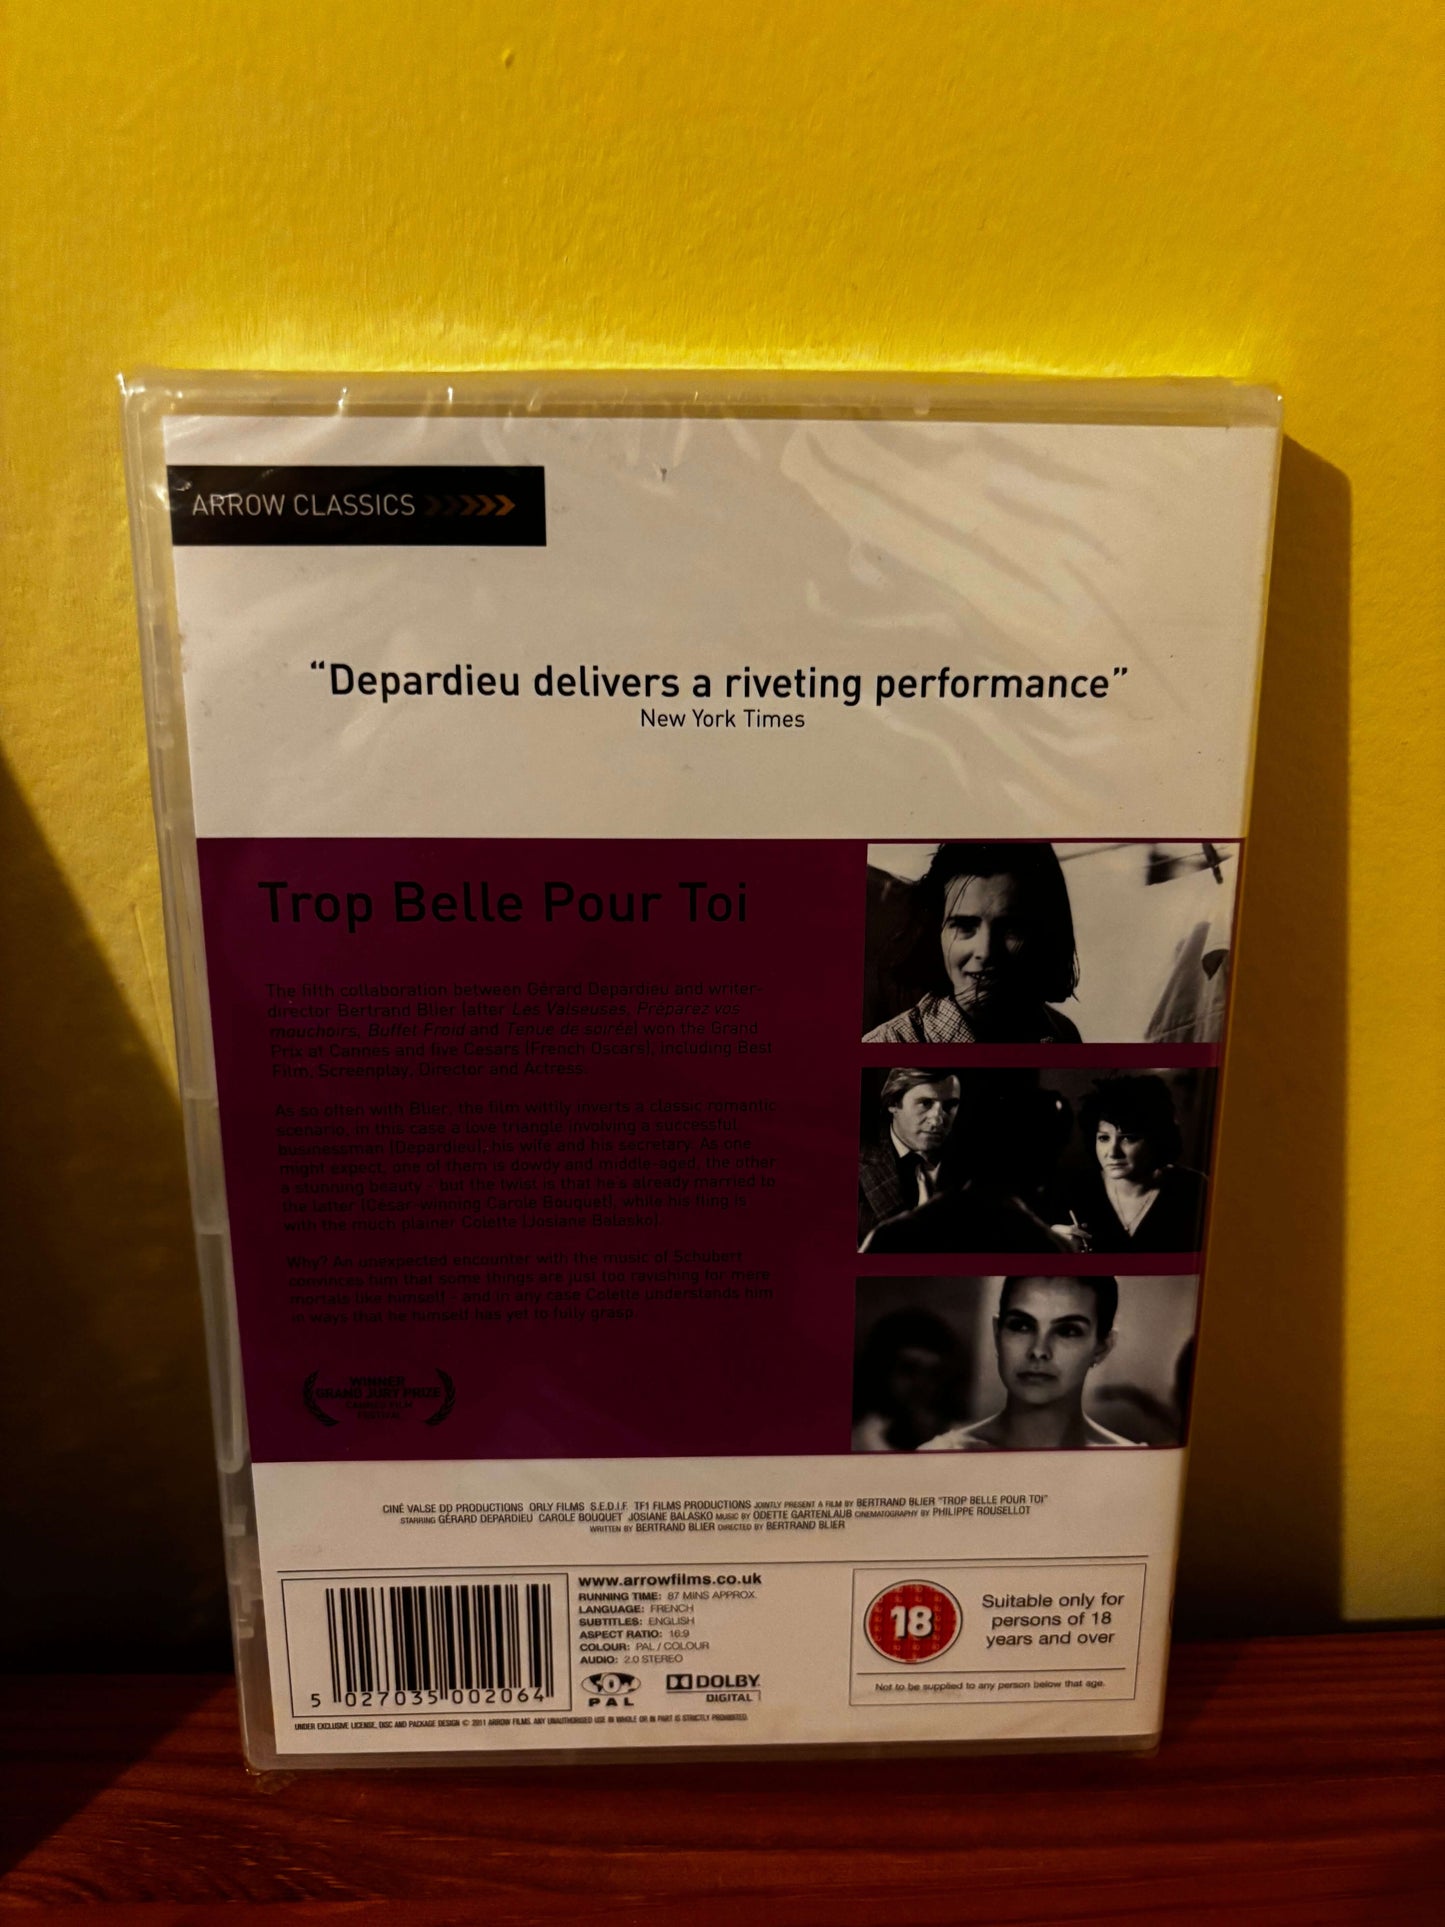 ARROW CLASSICS
“Depardieu delivers a riveting performance”
New York Times
Trop Belle Pour Toi
The fifth collaboration between Gérard Depardieu and writer-
director Bertrand Blier (after Les Valseuses, Préparez vos
mouchoirs, Buffet Froid and Tenue de soirée) won the Grand
Prix at Cannes and five Cesars (French Oscars), including Best
Film, Screenplay, Director and Actress.
As so often with Blier, the film wittily inverts a classic romantic
scenario, in this case a love triangle involving a successful
businessman (Depardieu), his wife and his secretary. As one
might expect, one of them is dowdy and middle-aged, the other
a stunning beauty - but the twist is that he's already married to
the latter (César-winning Carole Bouquet), while his fling is
with the much plainer Colette (Josiane Balasko).
Why? An unexpected encounter with the music of Schubert
convinces him that some things are just too ravishing for mere
mortals like himself - and in any case Colette understands him
in ways that he himself has yet to fully grasp.
WINNER
GRAND JURY PRIZE
CANNES FILM
FESTIVAL
CINÉ VALSE DD PRODUCTIONS ORLY FILMS S.E.D.I.F. TF1 FILMS PRODUCTIONS JOINTLY PRESENT A FILM BY BERTRAND BLIER "TROP BELLE POUR TOI"
STARRING GÉRARD DEPARDIEU CAROLE BOUQUET JOSIANE BALASKO MUSIC BY ODETTE GARTENLAUB CINEMATOGRAPHY BY PHILIPPE ROUSELLOT
WRITTEN BY BERTRAND BLIER DIRECTED BY BERTRAND BLIER
www.arrowfilms.co.uk
RUNNING TIME: 87 MINS APPROX.
LANGUAGE: FRENCH
SUBTITLES: ENGLISH
ASPECT RATIO: 16:9
COLOUR: PAL / COLOUR
AUDIO: 2.0 STEREO
PAL
DOLBY
DIGITAL
5 027035 002064
18
Suitable only for
persons of 18
years and over
Not to be supplied to any person below that age.
UNDER EXCLUSIVE LICENSE, DISC AND PACKAGE DESIGN © 2011 ARROW FILMS. ANY UNAUTHORISED USE IN WHOLE OR IN PART IS STRICTLY PROHIBITED.